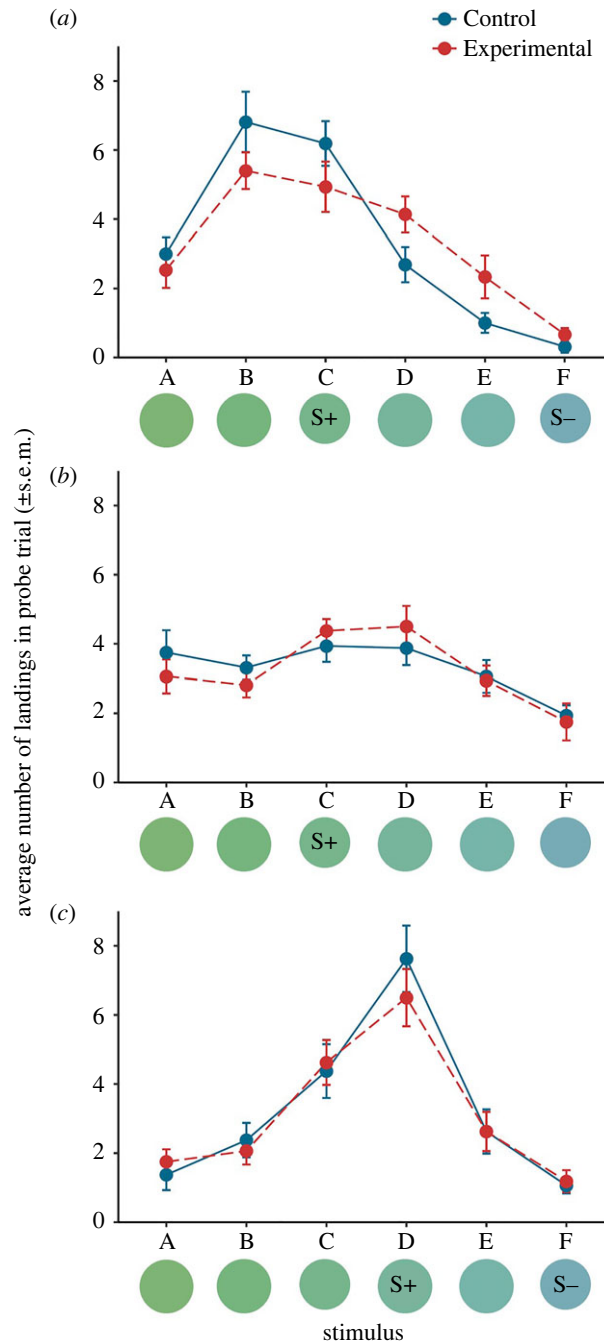 (a)
Control
Experimental
8
6
4
2
0
A B C D E F
S+ S–
(b)
8
6
4
2
0
A B C D E F
S+
(c)
8
6
4
2
0
A B C D E F
S+ S–
stimulus
average number of landings in probe trial (±s.e.m.)